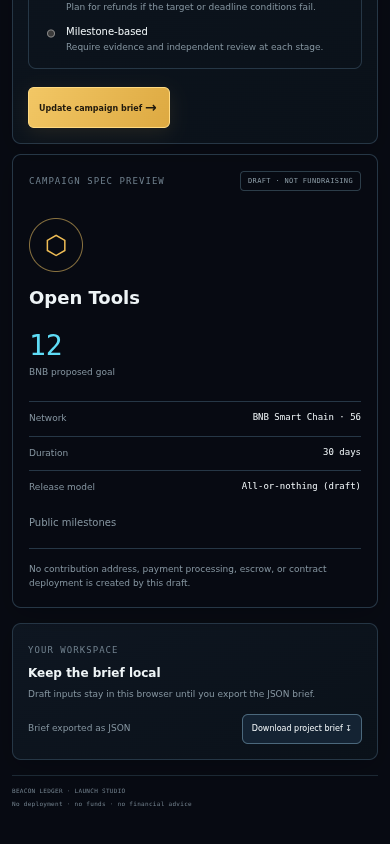 Plan for refunds if the target or deadline conditions fail.
Milestone-based
Require evidence and independent review at each stage.
Update campaign brief →
CAMPAIGN SPEC PREVIEW
DRAFT · NOT FUNDRAISING
Open Tools
12
BNB proposed goal
Network
BNB Smart Chain · 56
Duration
30 days
Release model
All-or-nothing (draft)
Public milestones
No contribution address, payment processing, escrow, or contract
deployment is created by this draft.
YOUR WORKSPACE
Keep the brief local
Draft inputs stay in this browser until you export the JSON brief.
Brief exported as JSON
Download project brief ↧
BEACON LEDGER · LAUNCH STUDIO
No deployment · no funds · no financial advice